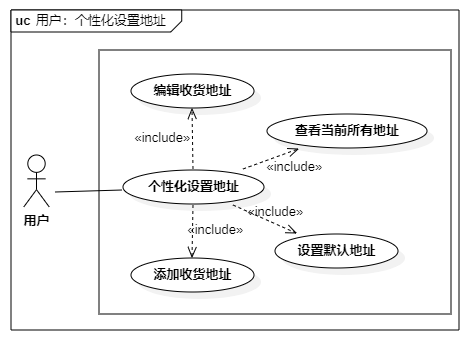 uc 用户：个性化设置地址
编辑收货地址
«include»
查看当前所有地址
«include»
个性化设置地址
用户
«include»
«include»
设置默认地址
添加收货地址